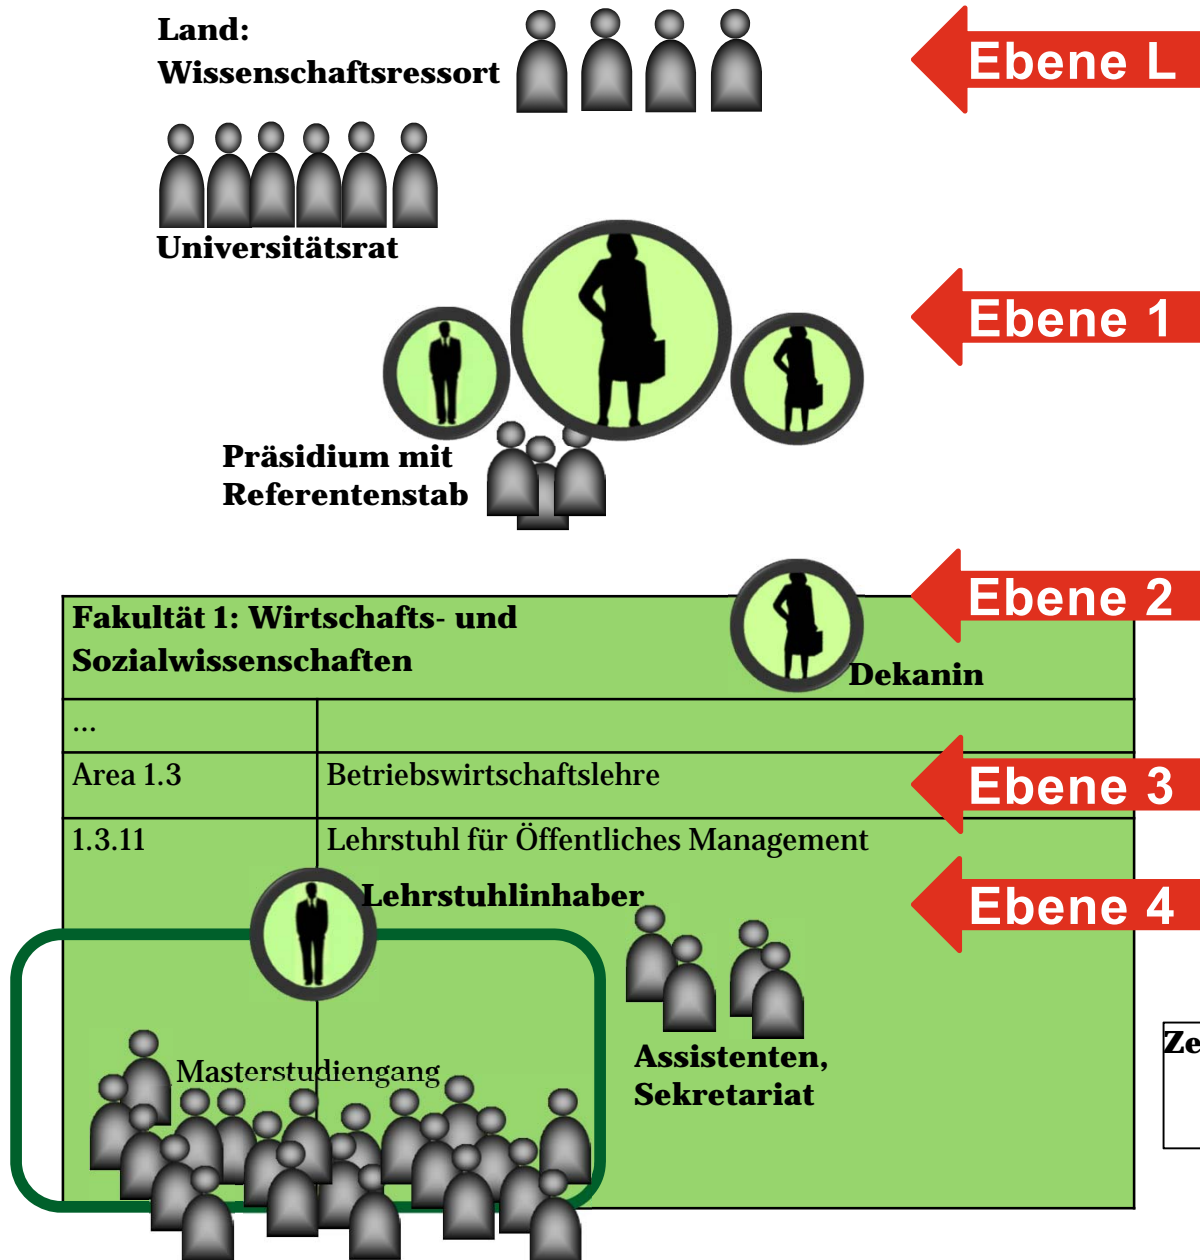 Land:
Wissenschaftsressort
Ebene L
Universitätsrat
Ebene 1
Präsidium mit
Referentenstab
Ebene 2
Fakultät 1: Wirtschafts- und
Sozialwissenschaften
Dekanin
...
Area 1.3 Betriebswirtschaftslehre
Ebene 3
1.3.11 Lehrstuhl für Öffentliches Management
Lehrstuhlinhaber
Ebene 4
Masterstudiengang
Assistenten,
Sekretariat
Ze